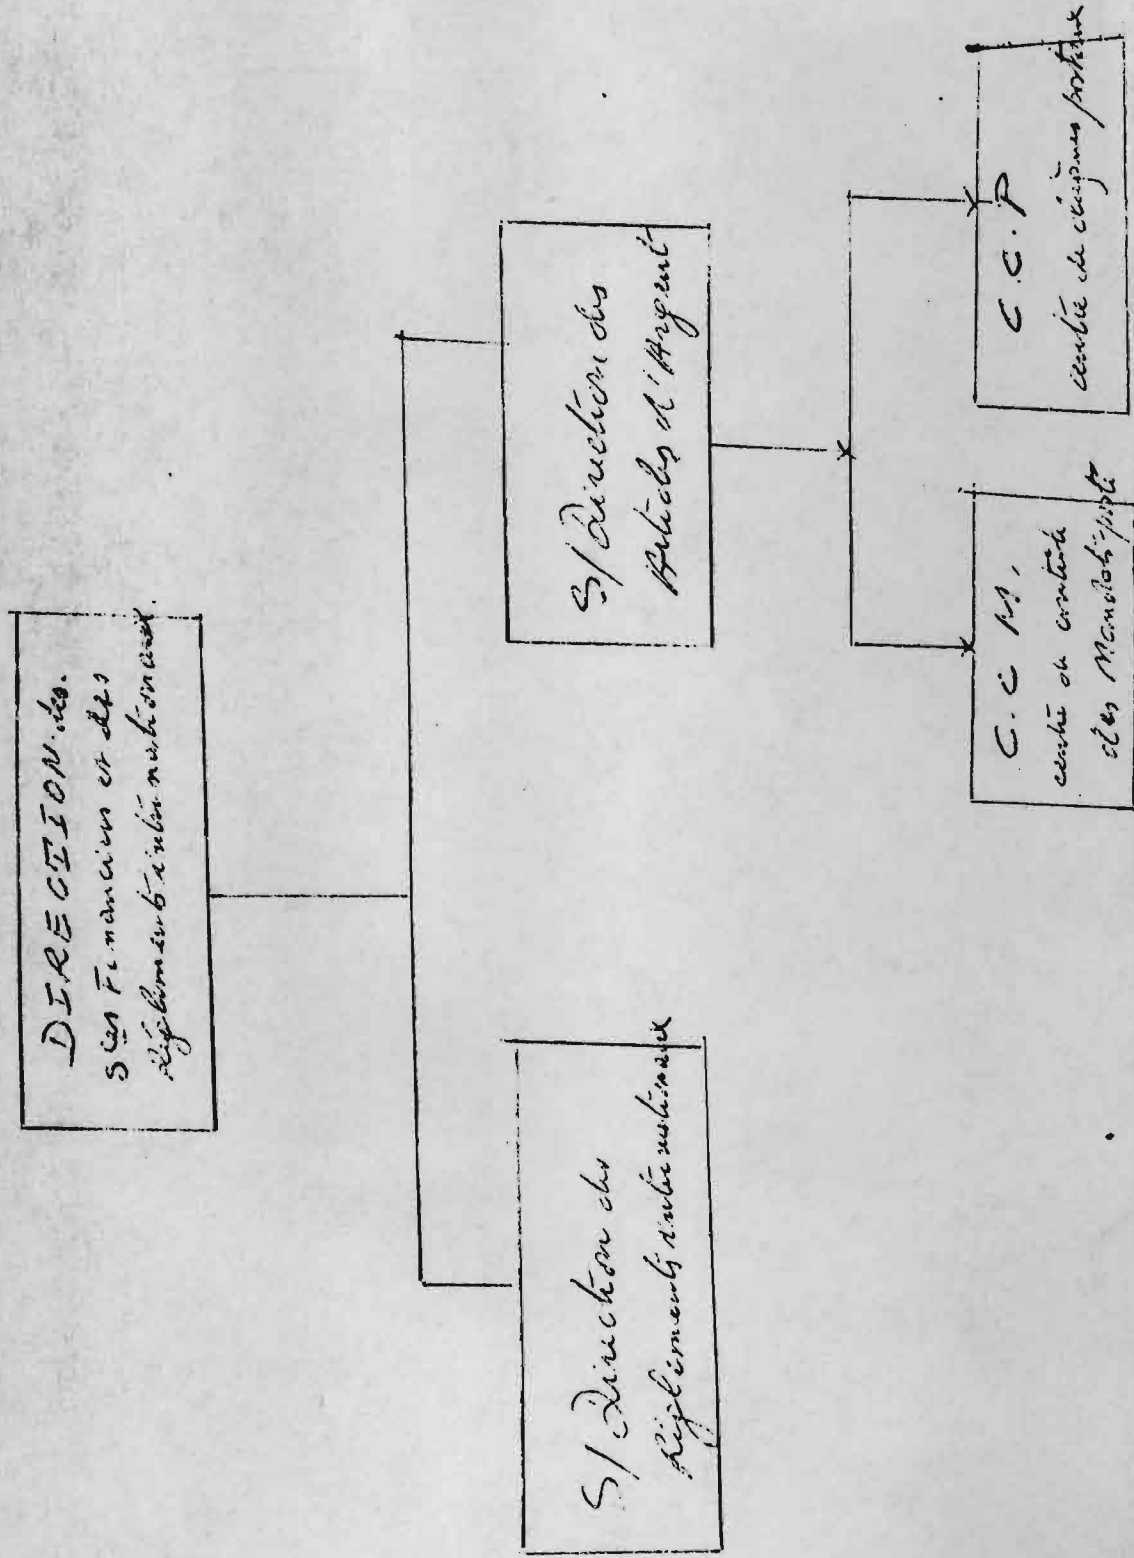 DIRECTION des
Sces Financiers et des
Règlements internationaux.
S/Direction des
Règlements internationaux
S/Direction des
Articles d'Argent
C.C.M.
centre de contrôle
des Mandats-poste
C.C.P
centre de chèques postaux